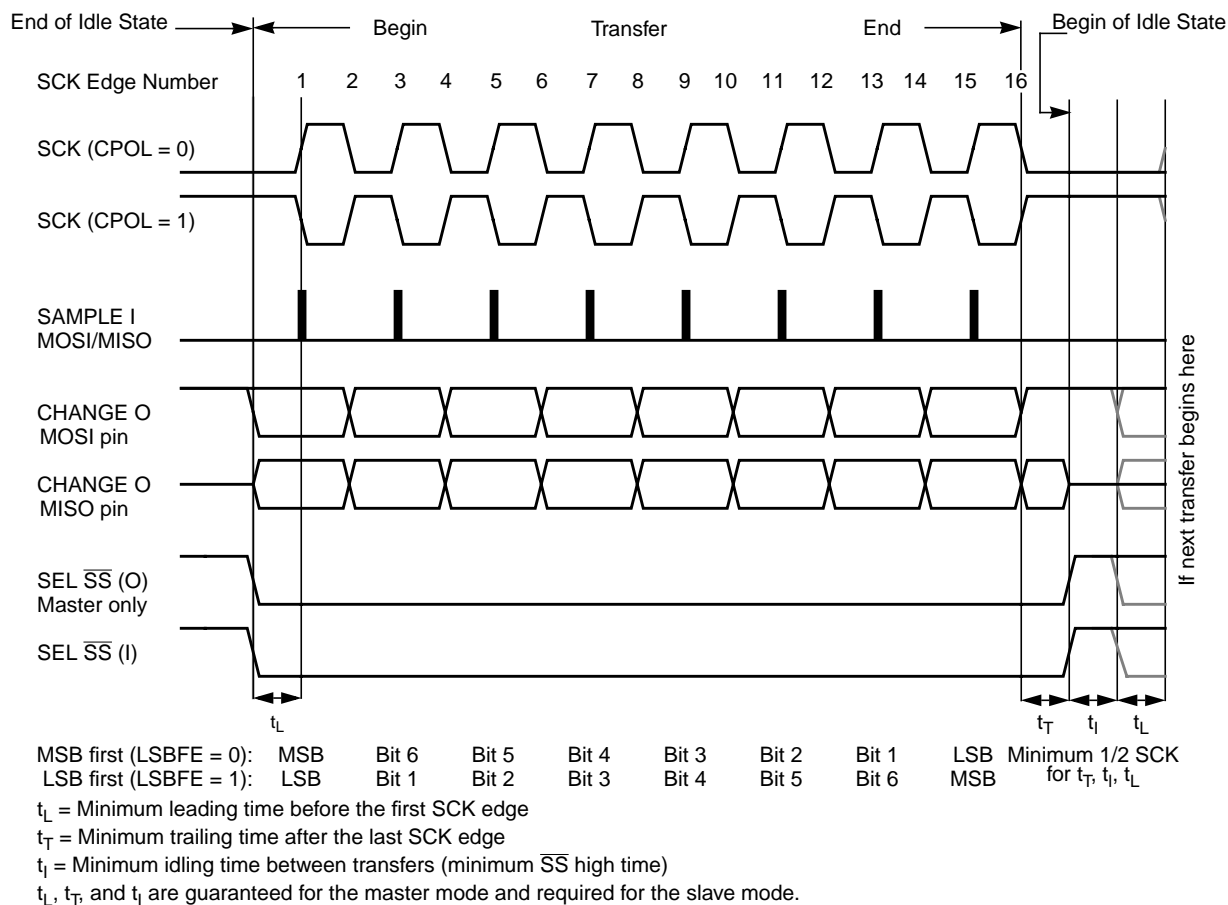 End of Idle State
Begin
Transfer
End
Begin of Idle State
SCK Edge Number
1 2 3 4 5 6 7 8 9 10 11 12 13 14 15 16
SCK (CPOL = 0)
SCK (CPOL = 1)
SAMPLE I
MOSI/MISO
CHANGE O
MOSI pin
CHANGE O
MISO pin
SEL S̅S̅ (O)
Master only
SEL S̅S̅ (I)
If next transfer begins here
tL
tT tI tL
MSB first (LSBFE = 0): MSB Bit 6 Bit 5 Bit 4 Bit 3 Bit 2 Bit 1 LSB
LSB first (LSBFE = 1): LSB Bit 1 Bit 2 Bit 3 Bit 4 Bit 5 Bit 6 MSB
Minimum 1/2 SCK
for tT, tI, tL
tL = Minimum leading time before the first SCK edge
tT = Minimum trailing time after the last SCK edge
tI = Minimum idling time between transfers (minimum S̅S̅ high time)
tL, tT, and tI are guaranteed for the master mode and required for the slave mode.